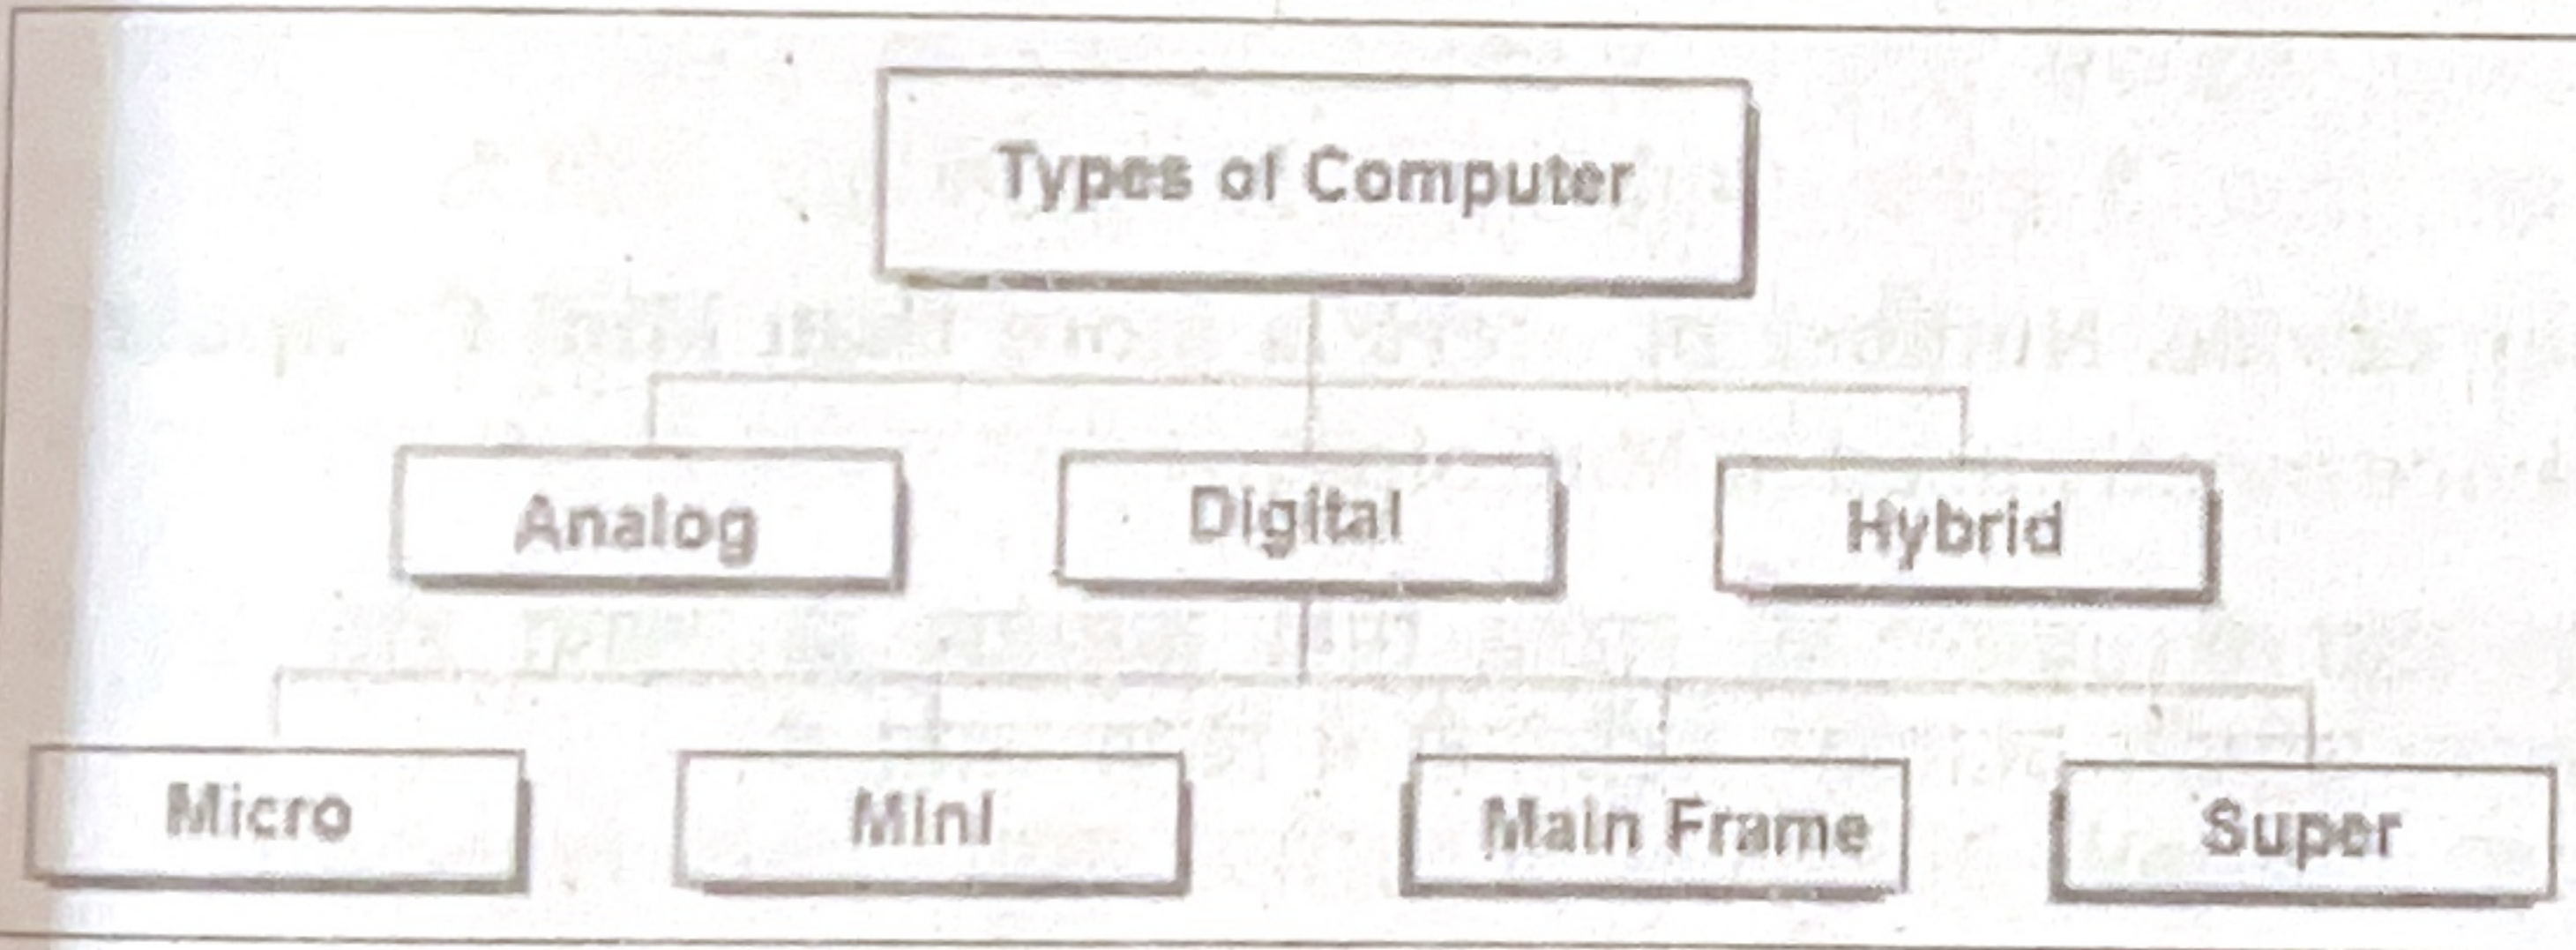 Types of Computer
Analog
Digital
Hybrid
Micro
Mini
Main Frame
Super